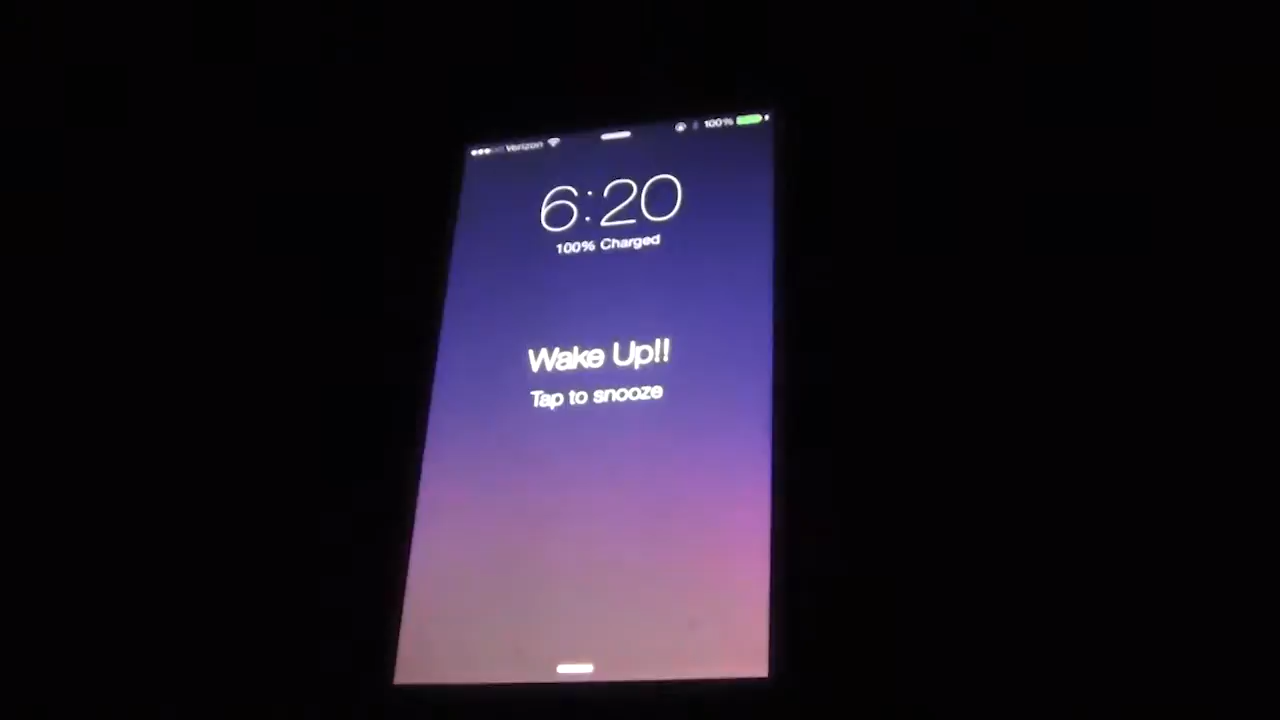 Verizon 100%
6:20
100% Charged
Wake Up!!
Tap to snooze